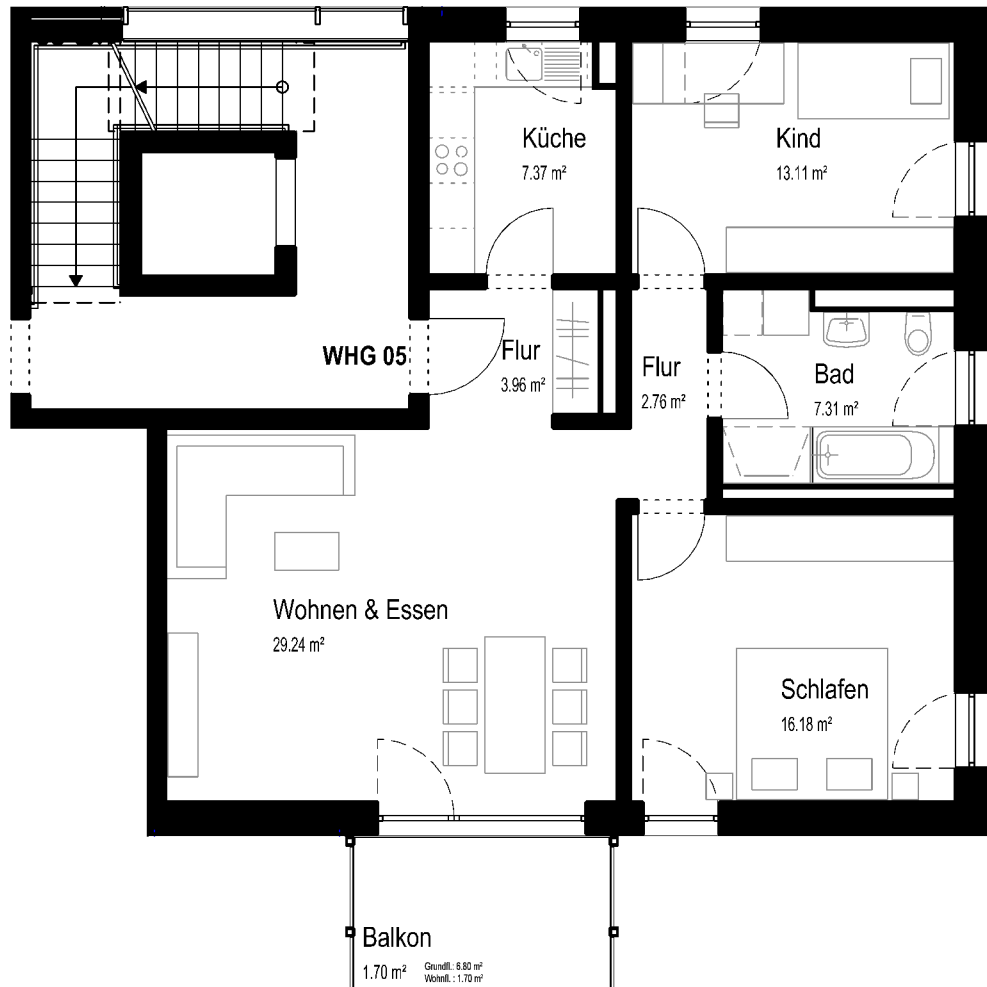 Küche
7.37 m²
Kind
13.11 m²
WHG 05
Flur
3.96 m²
Flur
2.76 m²
Bad
7.31 m²
Wohnen & Essen
29.24 m²
Schlafen
16.18 m²
Balkon
1.70 m²
Grundfl.: 6.80 m²
Wohnfl. : 1.70 m²